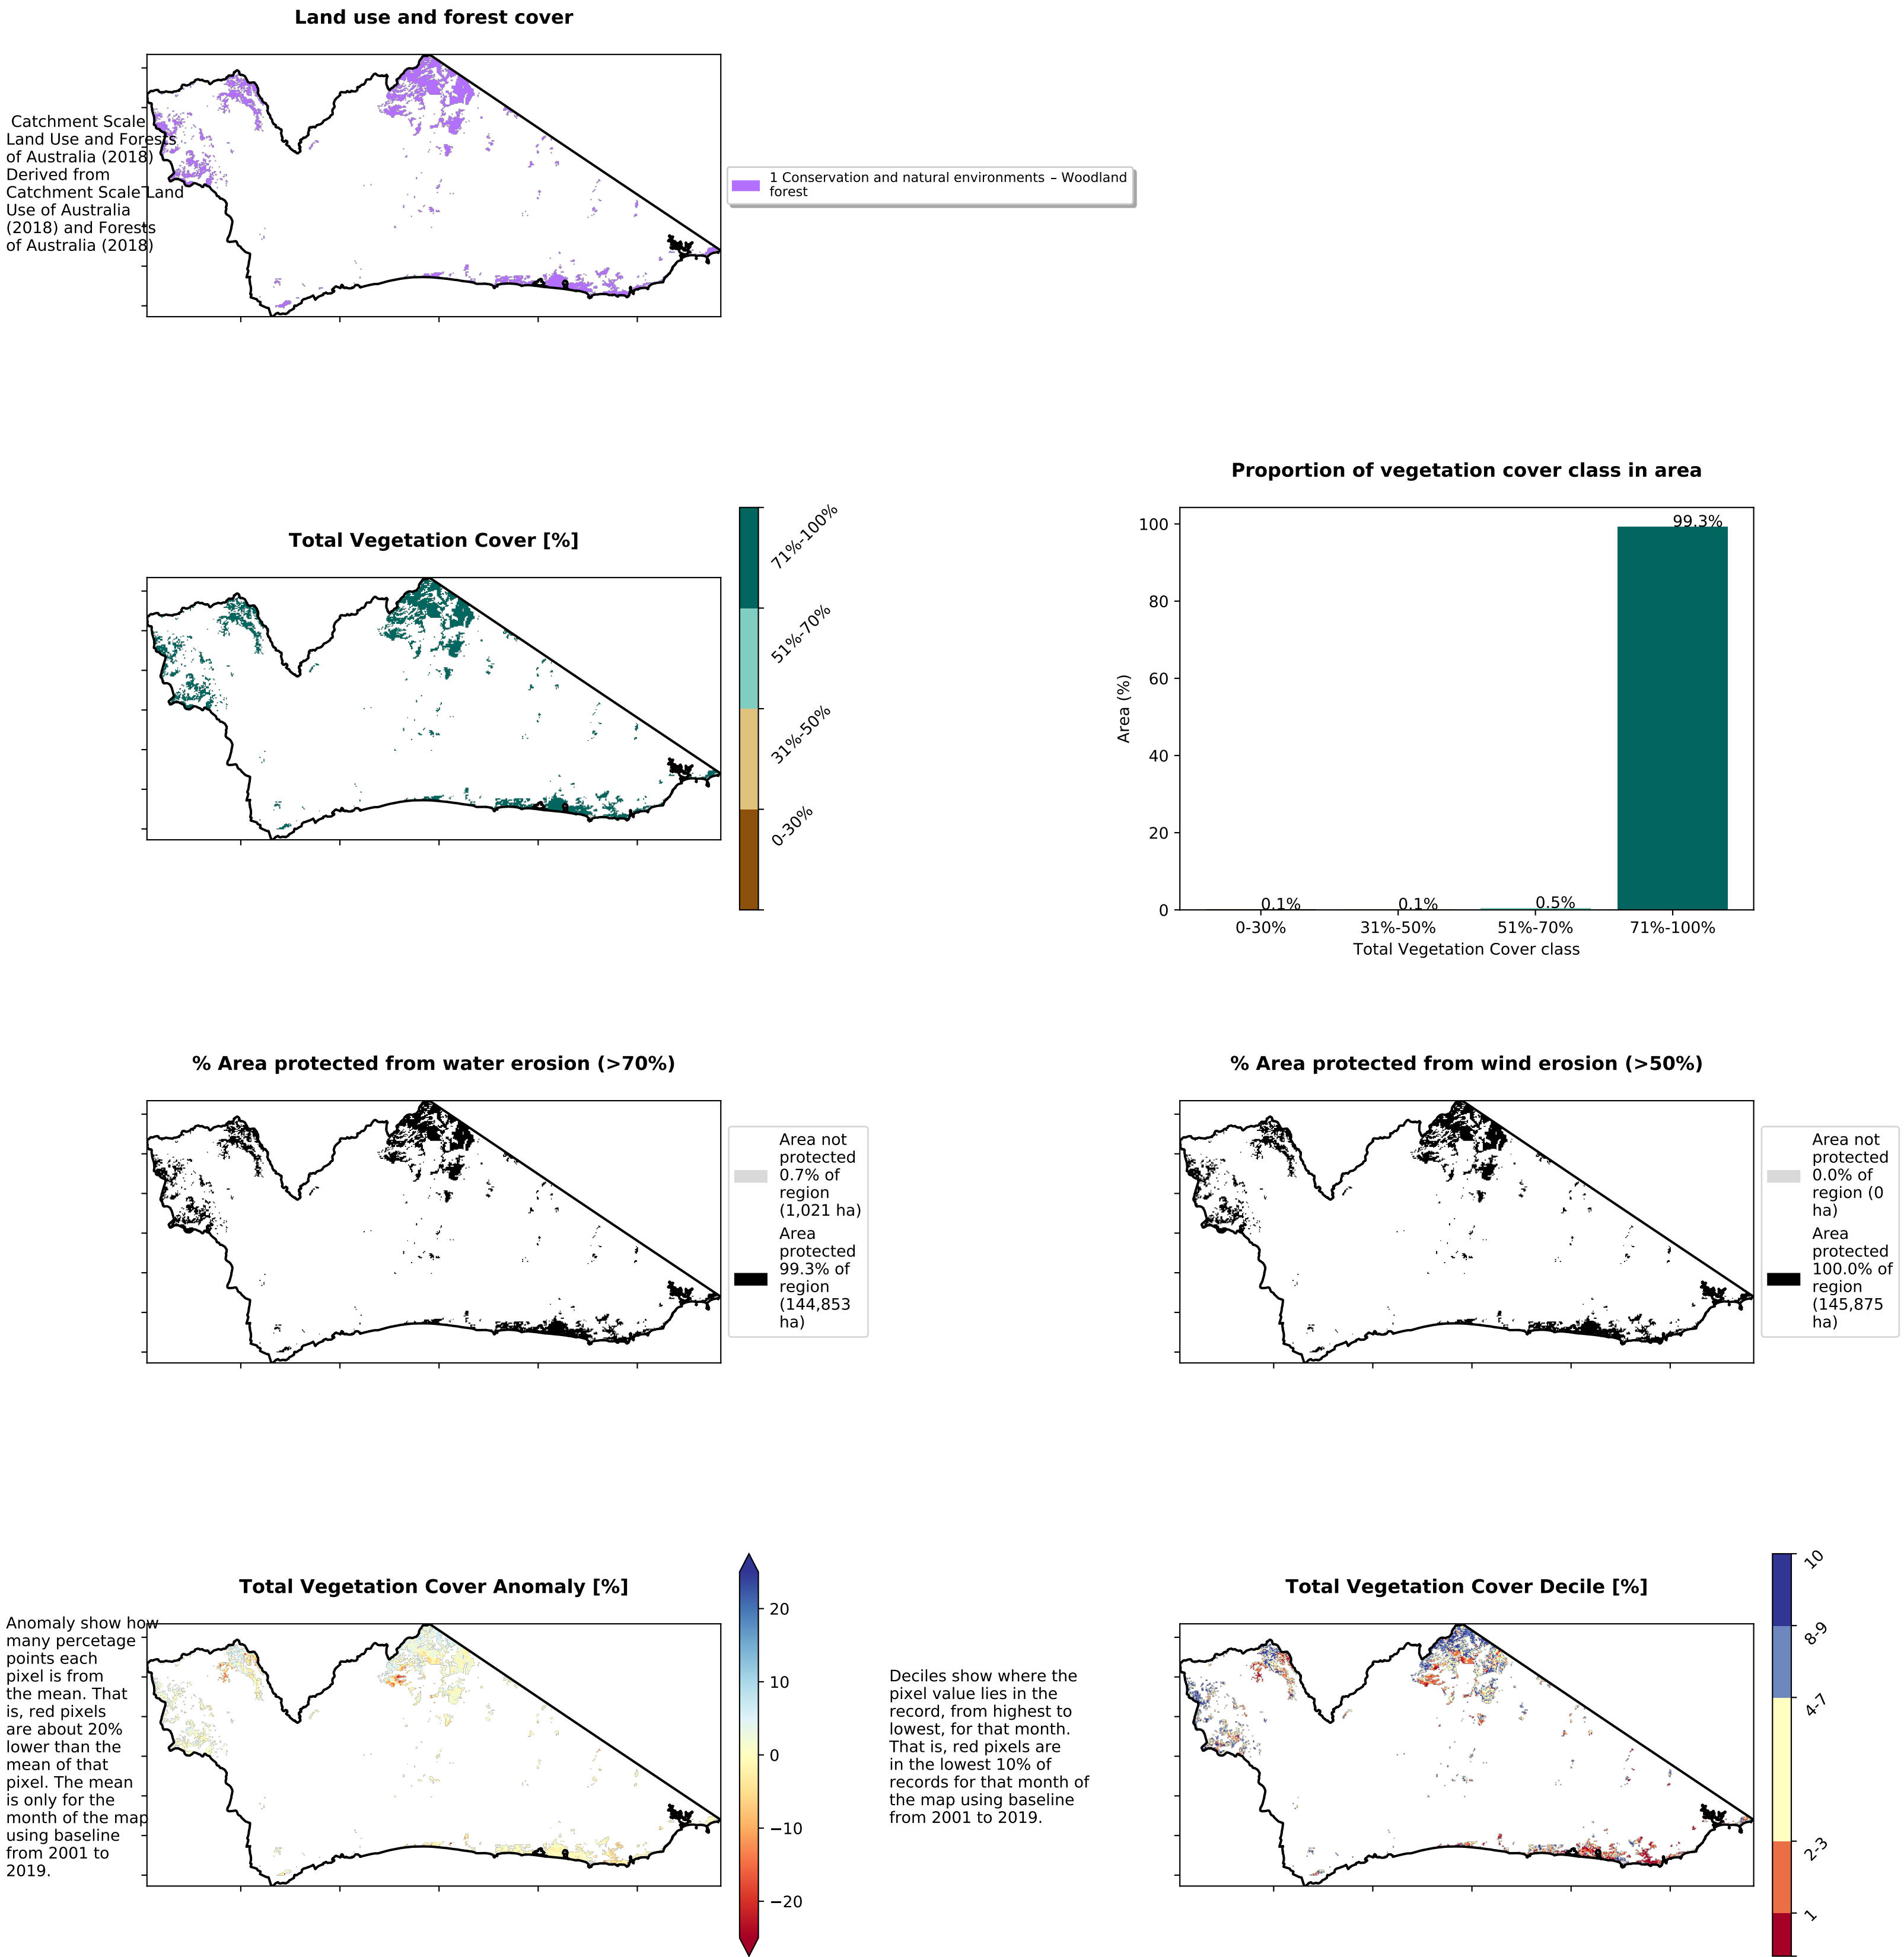 Land use and forest cover
Catchment Scale
Land Use and Forests
of Australia (2018)
Derived from
Catchment Scale Land
Use of Australia
(2018) and Forests
of Australia (2018)
1 Conservation and natural environments – Woodland
forest
Total Vegetation Cover [%]
71%-100%
51%-70%
31%-50%
0-30%
Proportion of vegetation cover class in area
100
80
60
40
20
0
Area (%)
0.1%
0.1%
0.5%
99.3%
0-30%
31%-50%
51%-70%
71%-100%
Total Vegetation Cover class
% Area protected from water erosion (>70%)
Area not
protected
0.7% of
region
(1,021 ha)
Area
protected
99.3% of
region
(144,853
ha)
% Area protected from wind erosion (>50%)
Area not
protected
0.0% of
region (0
ha)
Area
protected
100.0% of
region
(145,875
ha)
Total Vegetation Cover Anomaly [%]
Anomaly show how
many percetage
points each
pixel is from
the mean. That
is, red pixels
are about 20%
lower than the
mean of that
pixel. The mean
is only for the
month of the map
using baseline
from 2001 to
2019.
20
10
0
−10
−20
Total Vegetation Cover Decile [%]
Deciles show where the
pixel value lies in the
record, from highest to
lowest, for that month.
That is, red pixels are
in the lowest 10% of
records for that month of
the map using baseline
from 2001 to 2019.
10
8-9
4-7
2-3
1